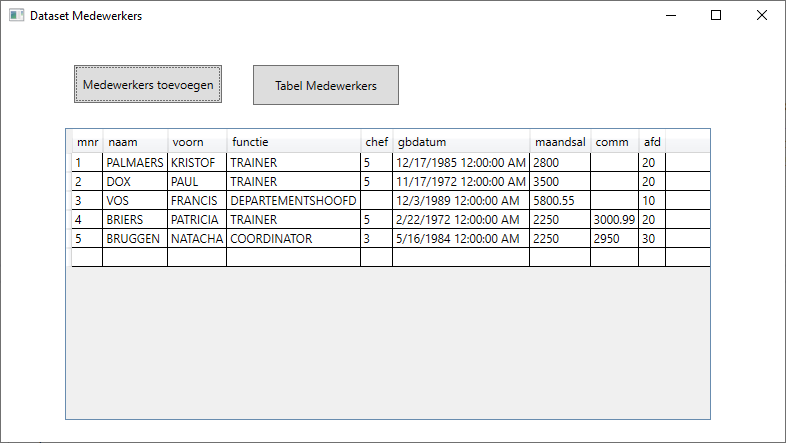 Dataset Medewerkers
Medewerkers toevoegen Tabel Medewerkers
mnr naam voorn functie chef gbdatum maandsal comm afd
1 PALMAERS KRISTOF TRAINER 5 12/17/1985 12:00:00 AM 2800 20
2 DOX PAUL TRAINER 5 11/17/1972 12:00:00 AM 3500 20
3 VOS FRANCIS DEPARTEMENTSHOOFD 12/3/1989 12:00:00 AM 5800.55 10
4 BRIERS PATRICIA TRAINER 5 2/22/1972 12:00:00 AM 2250 3000.99 20
5 BRUGGEN NATACHA COORDINATOR 3 5/16/1984 12:00:00 AM 2250 2950 30